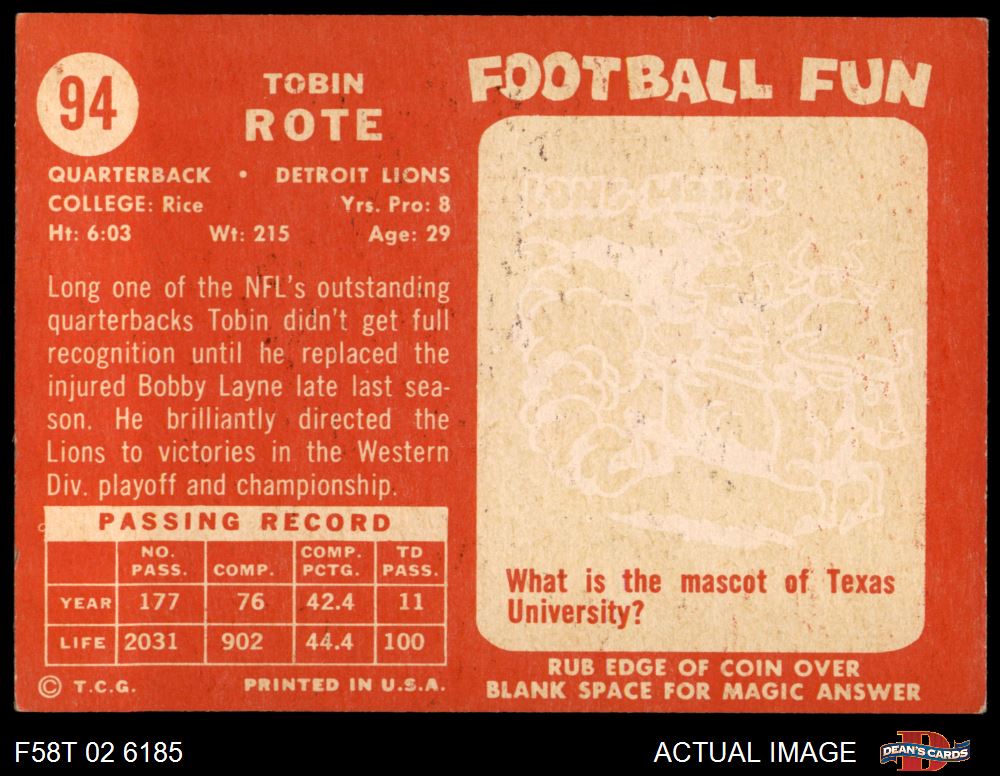 94
TOBIN
ROTE
QUARTERBACK • DETROIT LIONS
COLLEGE: Rice Yrs. Pro: 8
Ht: 6:03 Wt: 215 Age: 29
Long one of the NFL's outstanding
quarterbacks Tobin didn't get full
recognition until he replaced the
injured Bobby Layne late last sea-
son. He brilliantly directed the
Lions to victories in the Western
Div. playoff and championship.
PASSING RECORD
NO. PASS. COMP. COMP. PCTG. TD PASS.
YEAR 177 76 42.4 11
LIFE 2031 902 44.4 100
© T.C.G. PRINTED IN U.S.A.
FOOTBALL FUN
What is the mascot of Texas
University?
RUB EDGE OF COIN OVER
BLANK SPACE FOR MAGIC ANSWER
F58T 02 6185
ACTUAL IMAGE
DEAN'S CARDS